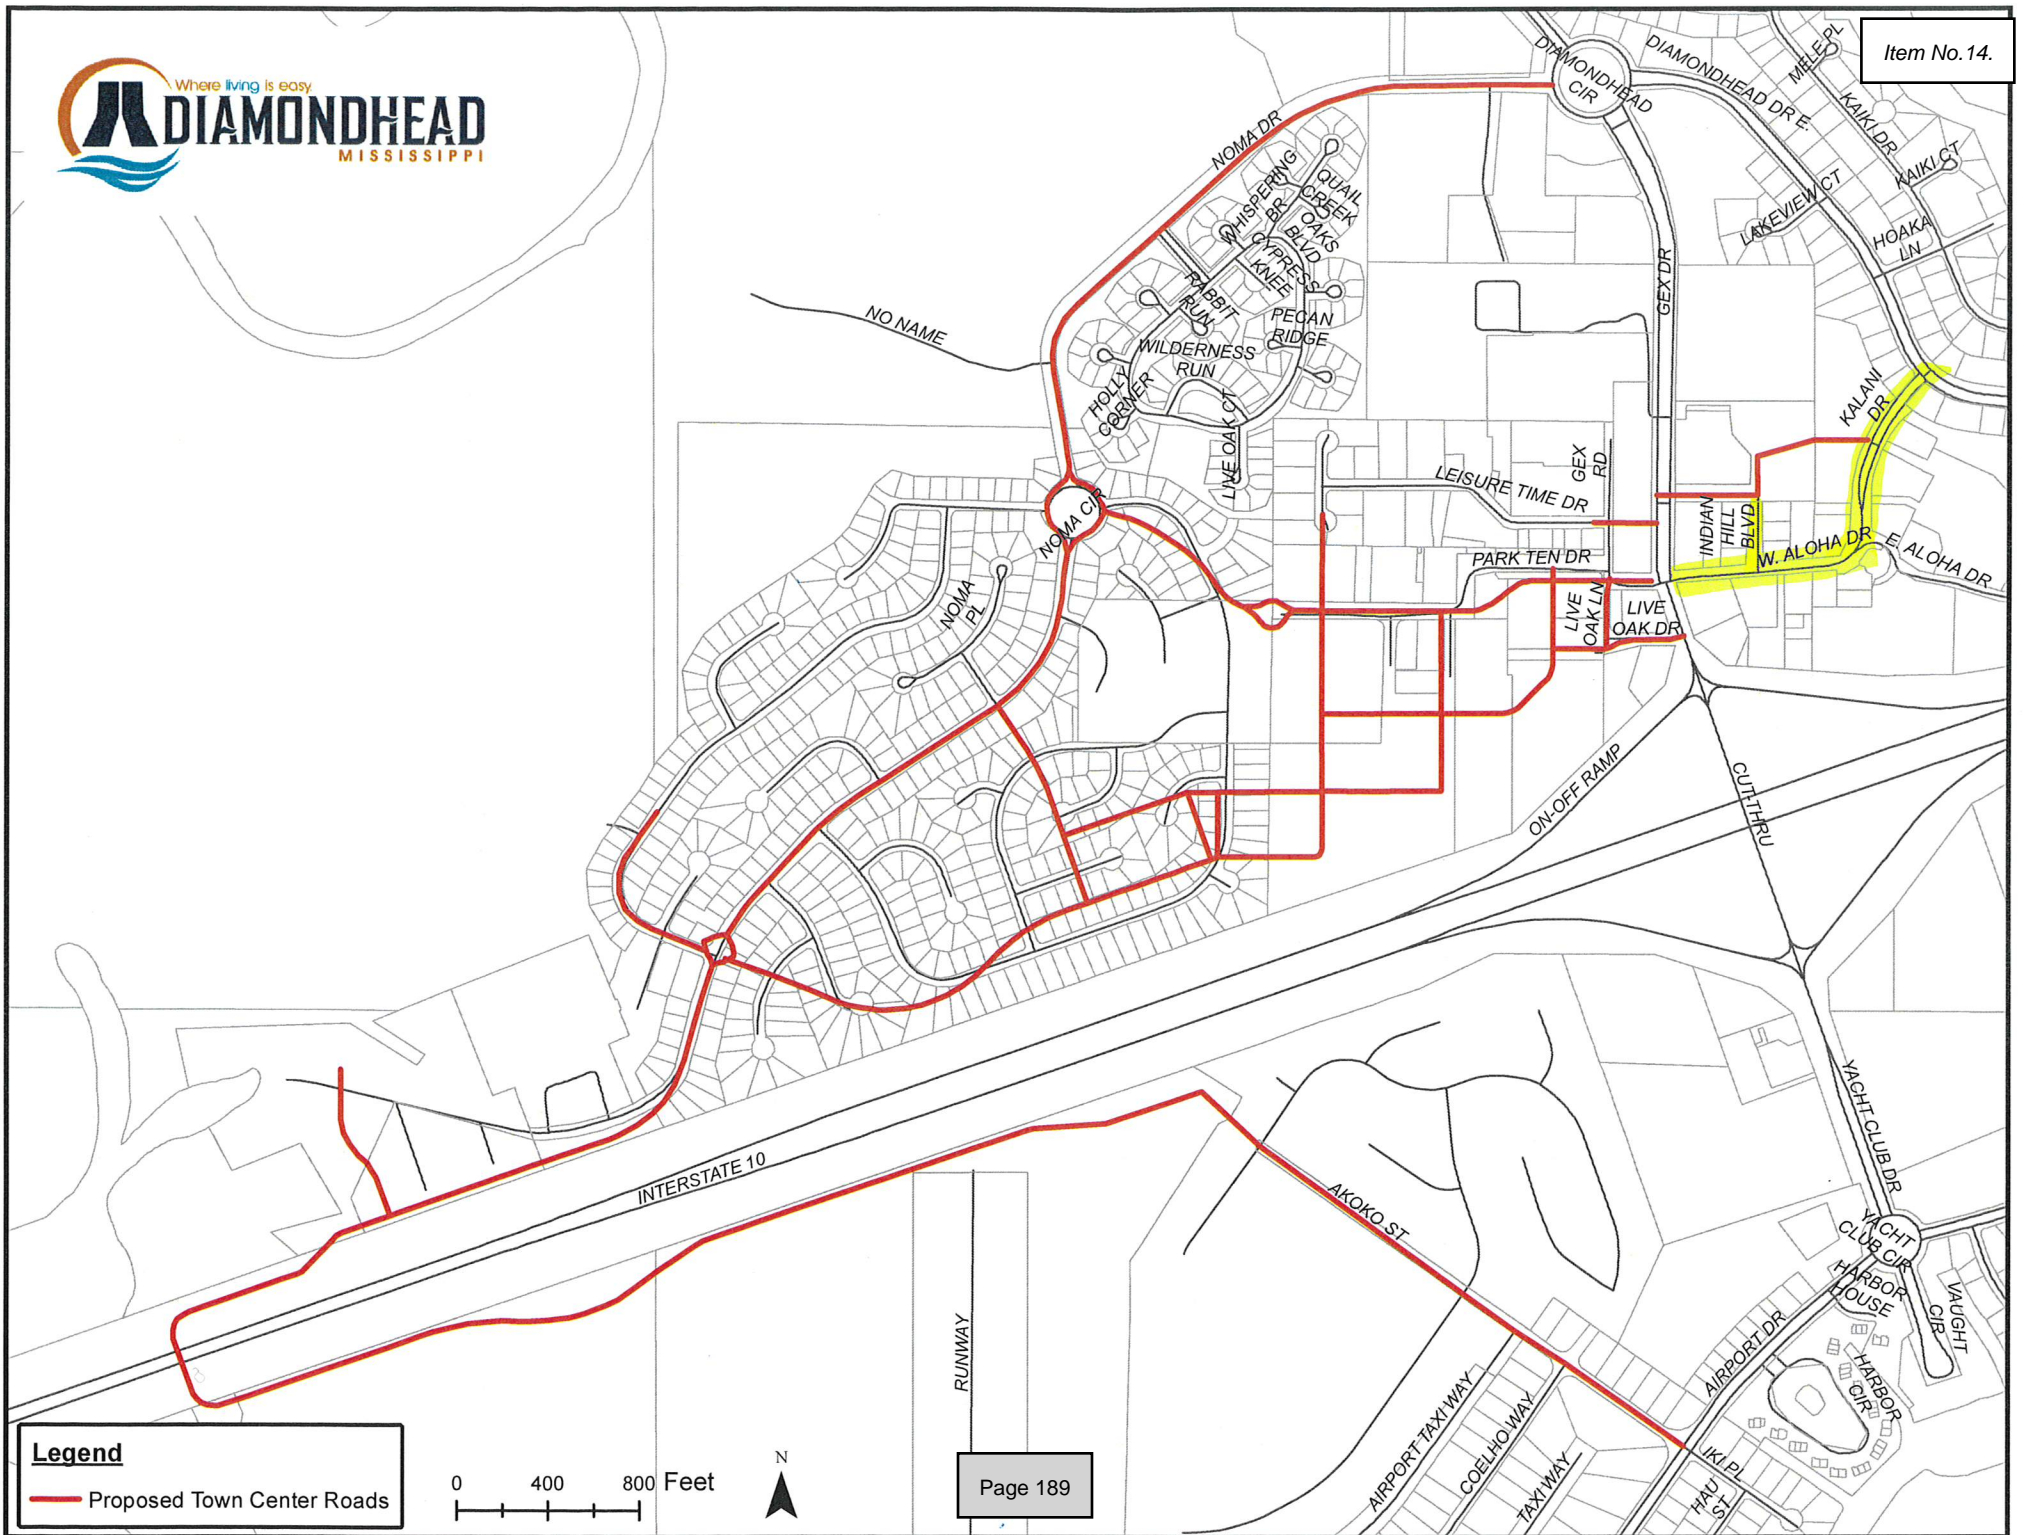 Item No.14.
Where living is easy.
DIAMONDHEAD
MISSISSIPPI
DIAMONDHEAD
CIR
DIAMONDHEAD DR E.
MELE PL
KAIKI DR
KAIKI CT
LAKEVIEW CT
HOAKA
LN
NOMA DR
WHISPERING
BR
QUAIL
CREEK
OAKS
BLVD
CYPRESS
KNEE
RABBIT
RUN
PECAN
RIDGE
WILDERNESS
RUN
HOLLY
CORNER
LIVE OAK CT
NO NAME
GEX DR
KALANI
DR
GEX
RD
LEISURE TIME DR
INDIAN
HILL
BLVD
W. ALOHA DR
E. ALOHA DR
PARK TEN DR
LIVE
OAK LN
LIVE
OAK DR
NOMA CIR
NOMA
PL
ON-OFF RAMP
CUT-THRU
INTERSTATE 10
AKOKO ST
YACHT CLUB DR
YACHT
CLUB CIR
HARBOR
HOUSE
VAUGHT
CIR
HARBOR
CIR
AIRPORT DR
RUNWAY
AIRPORT TAXI WAY
COELHO WAY
TAXI WAY
IKI PL
HAU
ST
Legend
Proposed Town Center Roads
0 400 800 Feet
N
Page 189